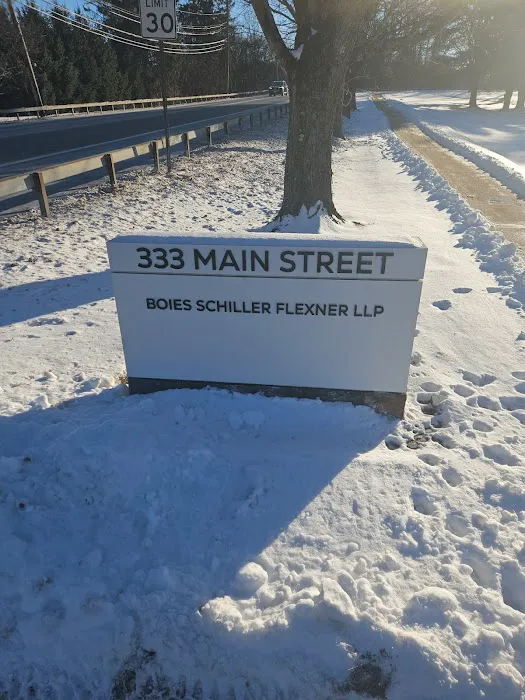 LIMIT
30
333 MAIN STREET
BOIES SCHILLER FLEXNER LLP